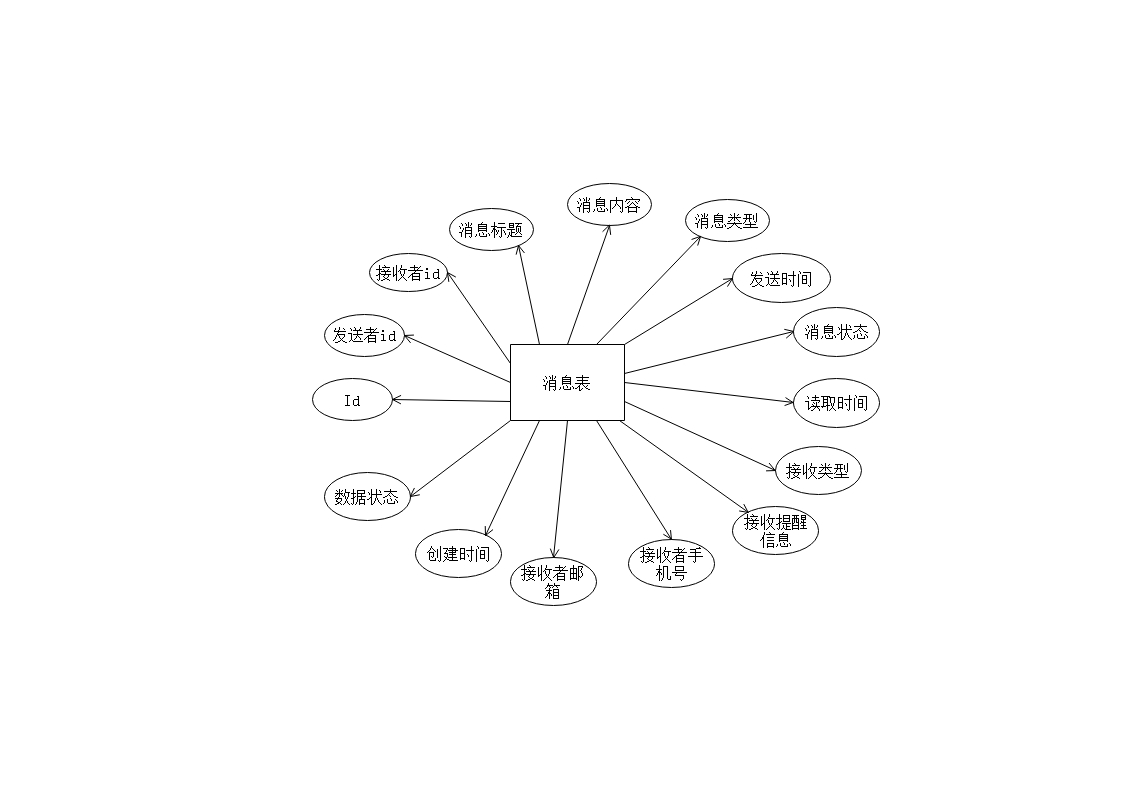 消息内容
消息类型
消息标题
接收者id
发送时间
发送者id
消息状态
消息表
Id
读取时间
接收类型
数据状态
接收提醒
信息
创建时间
接收者手
机号
接收者邮
箱